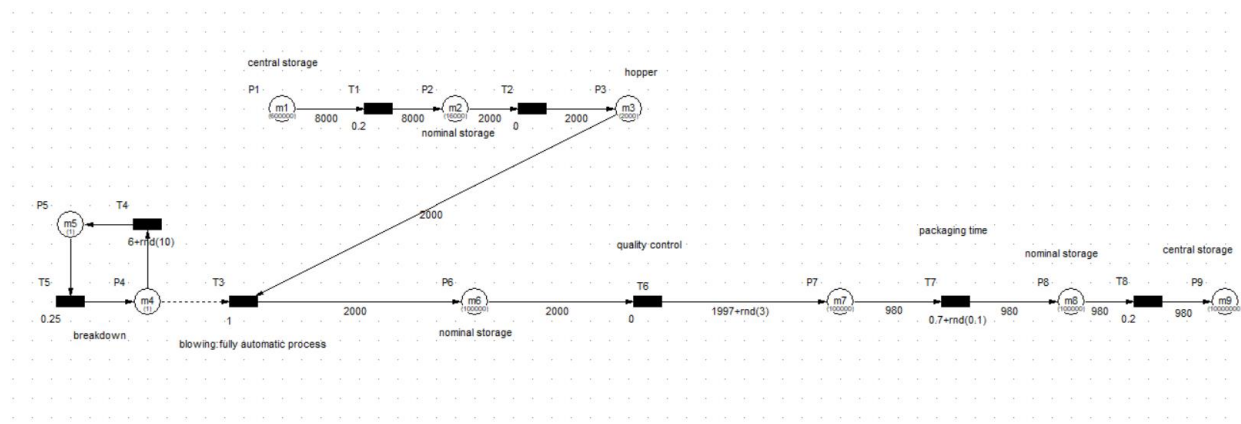 central storage
hopper
P1 T1 P2 T2 P3
m1 m2 m3
(600000) (16000) (2000)
8000 8000 2000 2000
0.2 0
nominal storage
2000
P5 T4
m5
(1)
6+rnd(10)
quality control
packaging time
nominal storage
central storage
T5 P4 T3 P6 T6 P7 T7 P8 T8 P9
m4 m6 m7 m8 m9
(1) (100000) (100000) (100000) (10000000)
0.25 1 2000 2000 0 1997+rnd(3) 980 0.7+rnd(0.1) 980 980 0.2 980
breakdown
nominal storage
blowing:fully automatic process